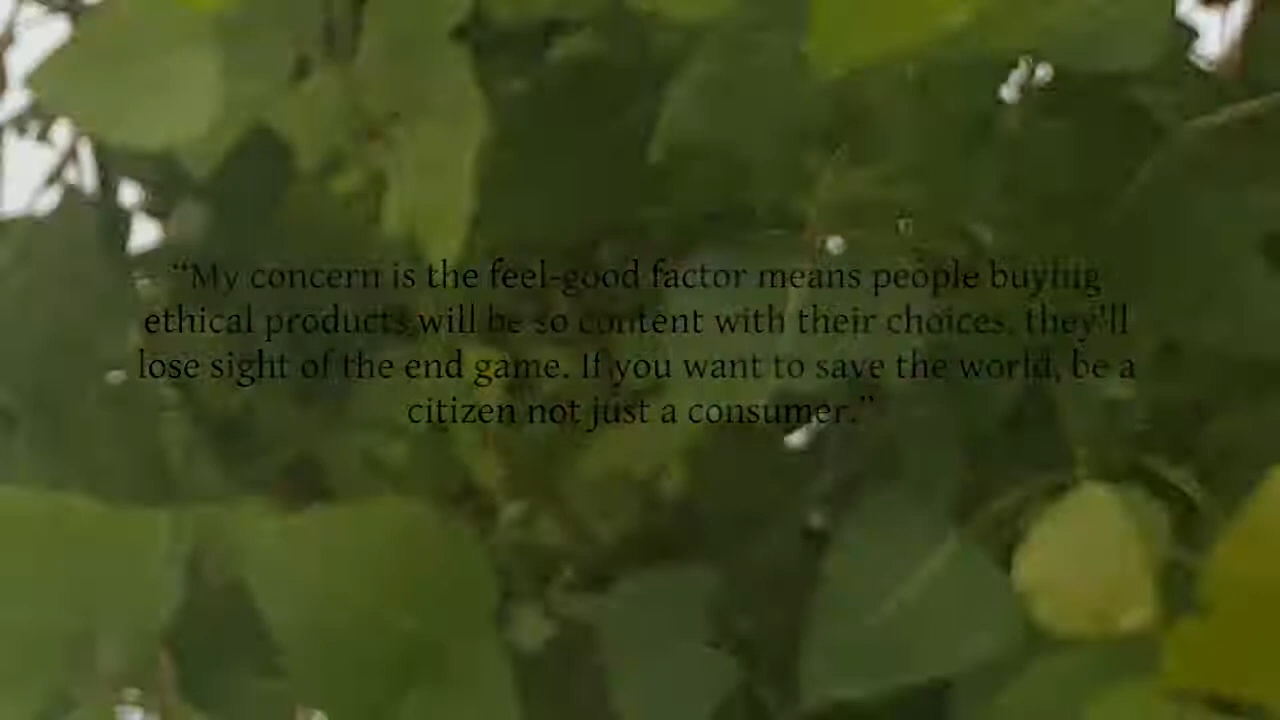 “My concern is the feel-good factor means people buying
ethical products will be so content with their choices, they'll
lose sight of the end game. If you want to save the world, be a
citizen not just a consumer.”